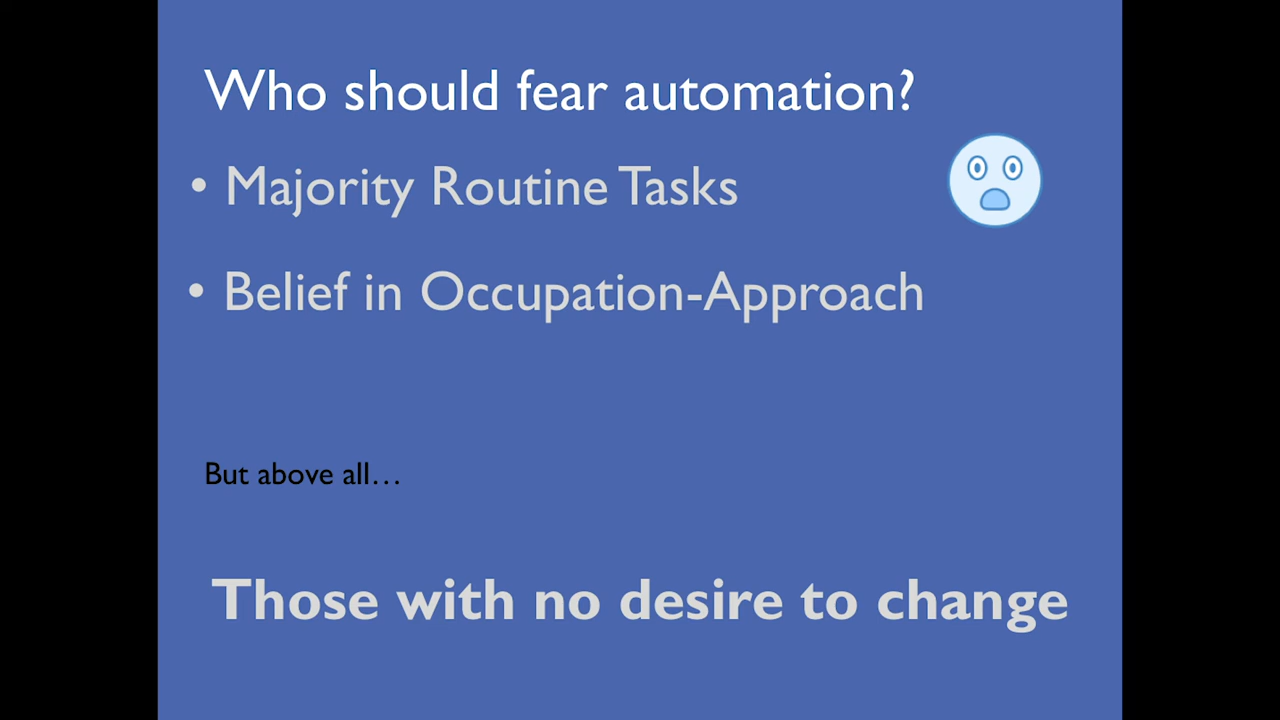 Who should fear automation?
• Majority Routine Tasks
• Belief in Occupation-Approach
But above all…
Those with no desire to change